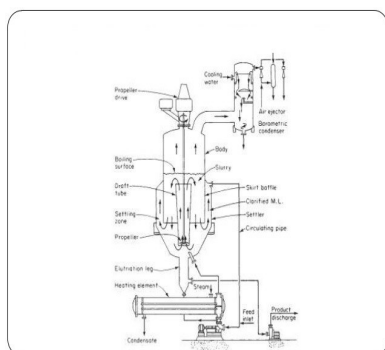 Cooling
water
Propeller
drive
Air ejector
Barometric
condenser
Body
Boiling
surface
Slurry
Draft
tube
Skirt baffle
Clarified M.L.
Settling
zone
Settler
Propeller
Circulating pipe
Elutriation leg
Heating element
Steam
Feed
inlet
Product
discharge
Condensate